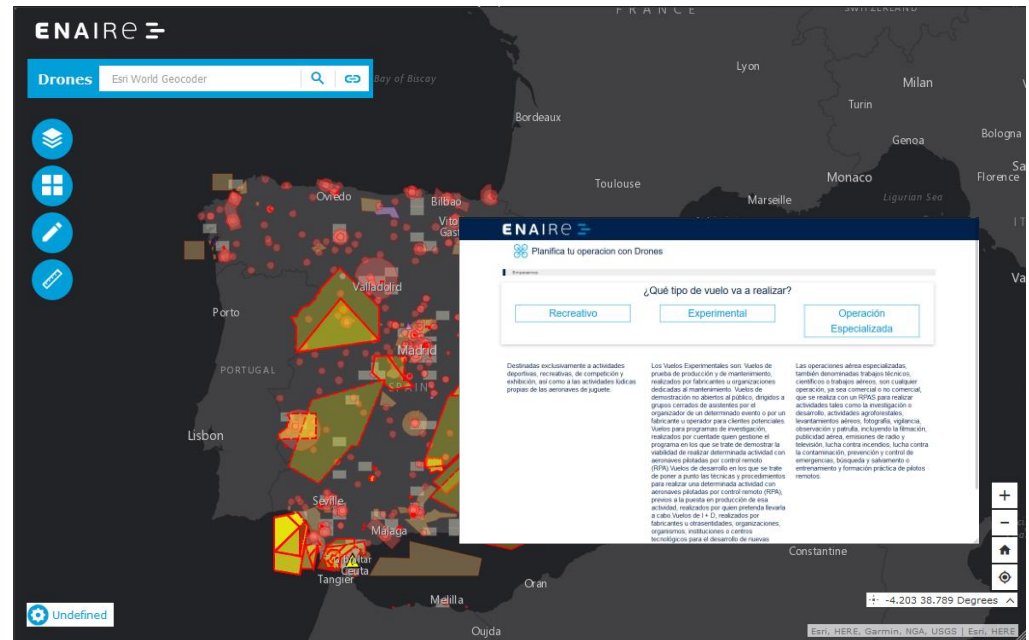 FRANCE
SWITZERLAND
ENAIRe
Drones
Esri World Geocoder
Bay of Biscay
Lyon
Milan
Turin
Bordeaux
Genoa
Bologna
Toulouse
Monaco
Florence
Marseille
Ligurian Sea
Oviedo
Bilbao
Porto
Valladolid
PORTUGAL
Madrid
SPAIN
Lisbon
Seville
Malaga
Ceuta
Tangier
Melilla
Oran
Oujda
Constantine
ENAIRe
Planifica tu operacion con Drones
Empecemos
¿Qué tipo de vuelo va a realizar?
Recreativo
Experimental
Operación
Especializada
Destinadas exclusivamente a actividades
deportivas, recreativas, de competición y
exhibición, así como a las actividades lúdicas
propias de las aeronaves de juguete.
Los Vuelos Experimentales son: Vuelos de
prueba de producción y de mantenimiento,
realizados por fabricantes u organizaciones
dedicadas al mantenimiento. Vuelos de
demostración no abiertos al público, dirigidos a
grupos cerrados de asistentes por el
organizador de un determinado evento o por un
fabricante u operador para clientes potenciales.
Vuelos para programas de investigación,
realizados por cuentade quien gestione el
programa en los que se trate de demostrar la
viabilidad de realizar determinada actividad con
aeronaves pilotadas por control remoto
(RPA).Vuelos de desarrollo en los que se trate
de poner a punto las técnicas y procedimientos
para realizar una determinada actividad con
aeronaves pilotadas por control remoto (RPA),
previos a la puesta en producción de esa
actividad, realizados por quien pretenda llevarla
a cabo.Vuelos de I + D, realizados por
fabricantes u otrasentidades, organizaciones,
organismos, instituciones o centros
tecnológicos para el desarrollo de nuevas
Las operaciones aérea especializadas,
también denominadas trabajos técnicos,
científicos o trabajos aéreos, son cualquier
operación, ya sea comercial o no comercial,
que se realiza con un RPAS para realizar
actividades tales como la investigación o
desarrollo, actividades agroforestales,
levantamientos aéreos, fotografía, vigilancia,
observación y patrulla, incluyendo la filmación,
publicidad aérea, emisiones de radio y
televisión, lucha contra incendios, lucha contra
la contaminación, prevención y control de
emergencias, búsqueda y salvamento o
entrenamiento y formación práctica de pilotos
remotos.
+
-
-4.203 38.789 Degrees
Undefined
Esri, HERE, Garmin, NGA, USGS | Esri, HERE